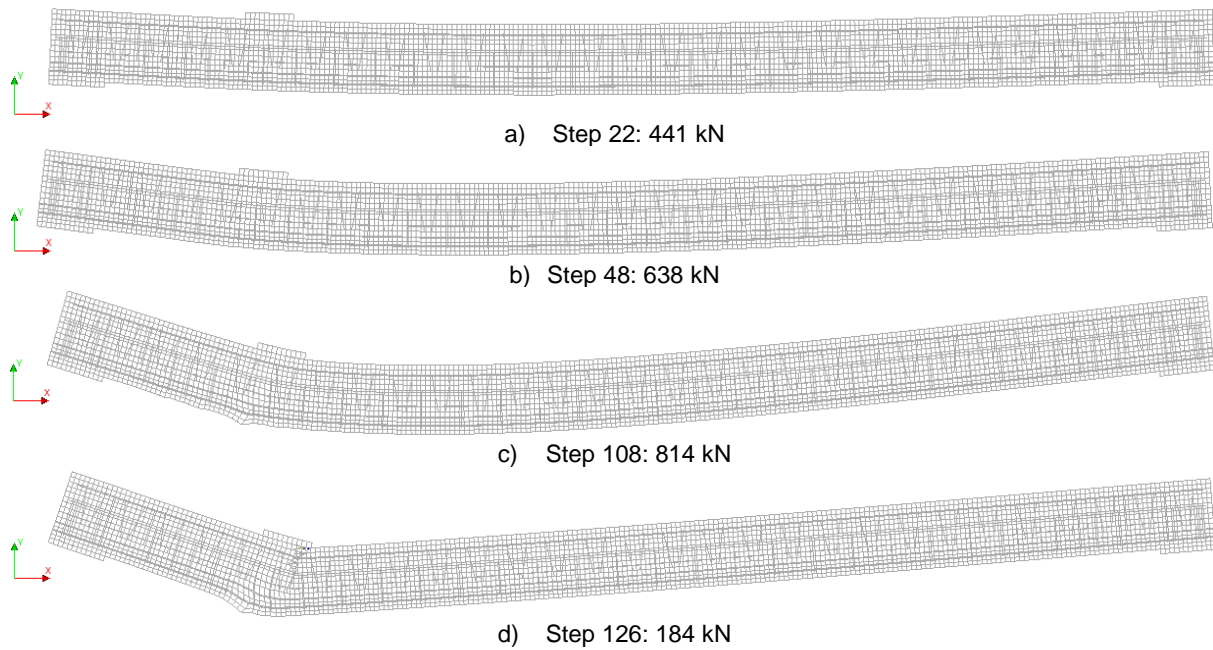 Y
X
a) Step 22: 441 kN
Y
X
b) Step 48: 638 kN
Y
X
c) Step 108: 814 kN
Y
X
d) Step 126: 184 kN